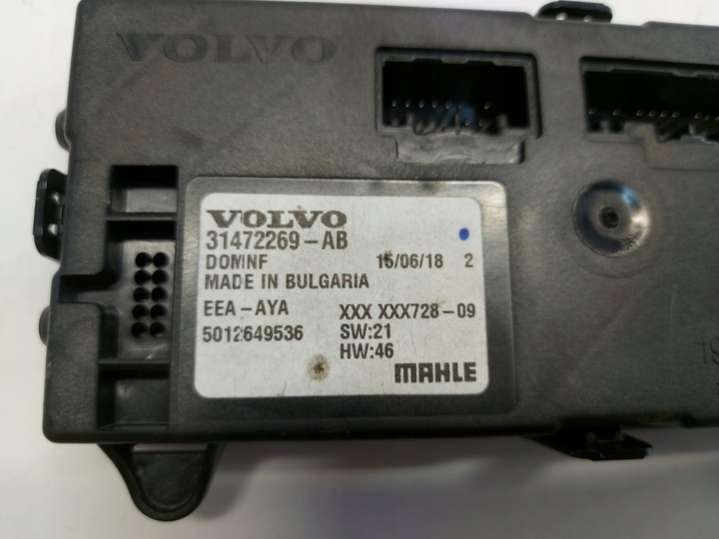 VOLVO
VOLVO
31472269-AB
DOMNF 15/06/18 2
MADE IN BULGARIA
EEA-AYA XXX XXX728-09
5012649536 SW:21
HW:46
MAHLE